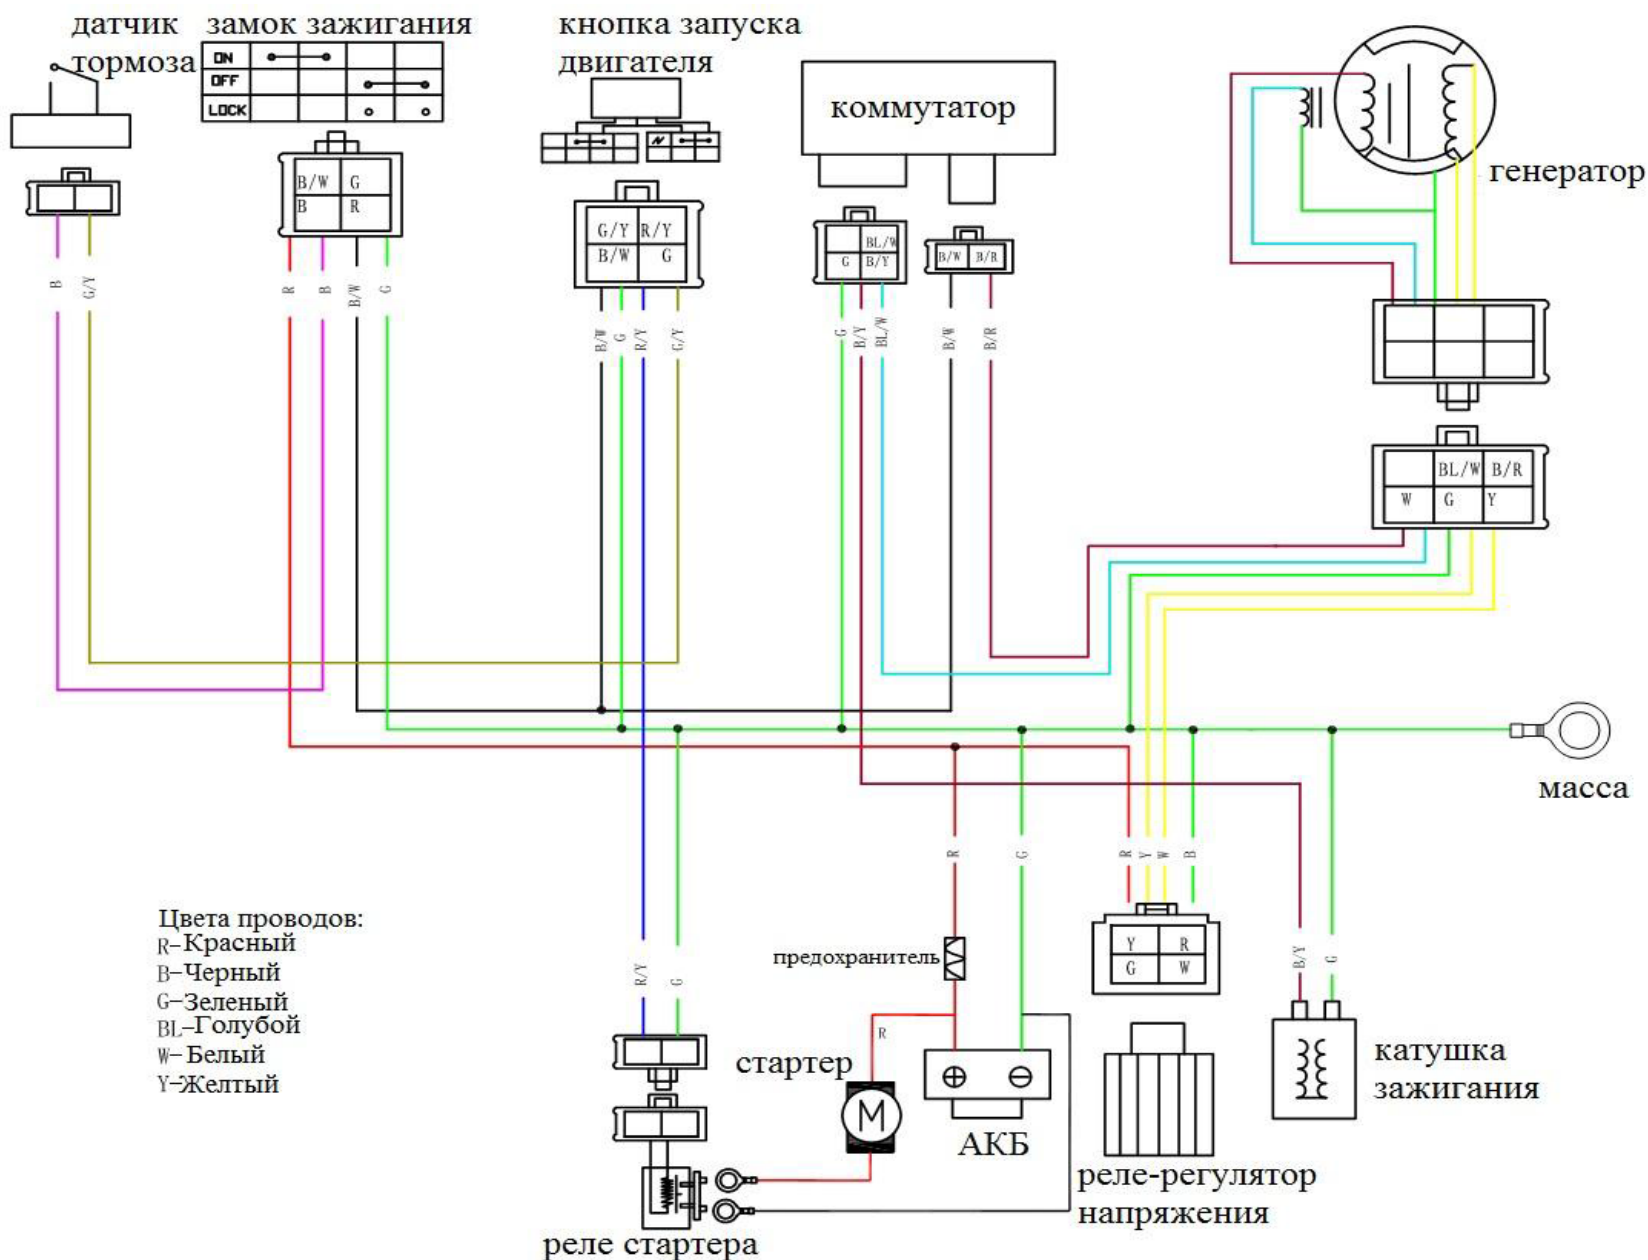 датчик
тормоза
замок зажигания
ON
OFF
LOCK
кнопка запуска
двигателя
коммутатор
генератор
B/W G
B R
G/Y R/Y
B/W G
BL/W
G B/Y
B/W B/R
B
G/Y
R
B
B/W
G
B/W
G
R/Y
G/Y
G
B/Y
BL/W
B/W
B/R
BL/W B/R
W G Y
масса
R
G
R
Y
W
B
Y R
G W
B/Y
G
R/Y
G
предохранитель
R
стартер
M
АКБ
реле-регулятор
напряжения
катушка
зажигания
реле стартера
Цвета проводов:
R-Красный
B-Черный
G-Зеленый
BL-Голубой
W-Белый
Y-Желтый